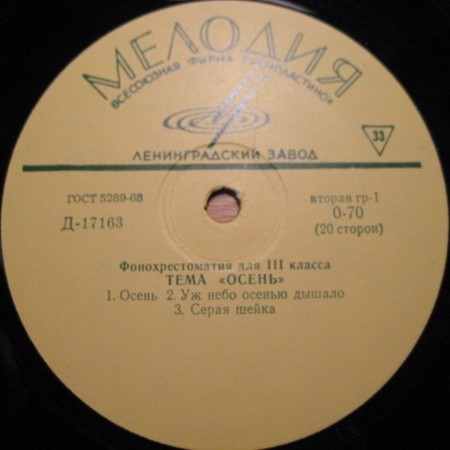 МЕЛОДИЯ
ВСЕСОЮЗНАЯ ФИРМА ГРАМПЛАСТИНОК
ЛЕНИНГРАДСКИЙ ЗАВОД
33
ГОСТ 5289-68
вторая гр-1
Д-17163
0-70
(20 сторон)
Фонохрестоматия для III класса
ТЕМА «ОСЕНЬ»
1. Осень 2. Уж небо осенью дышало
3. Серая шейка